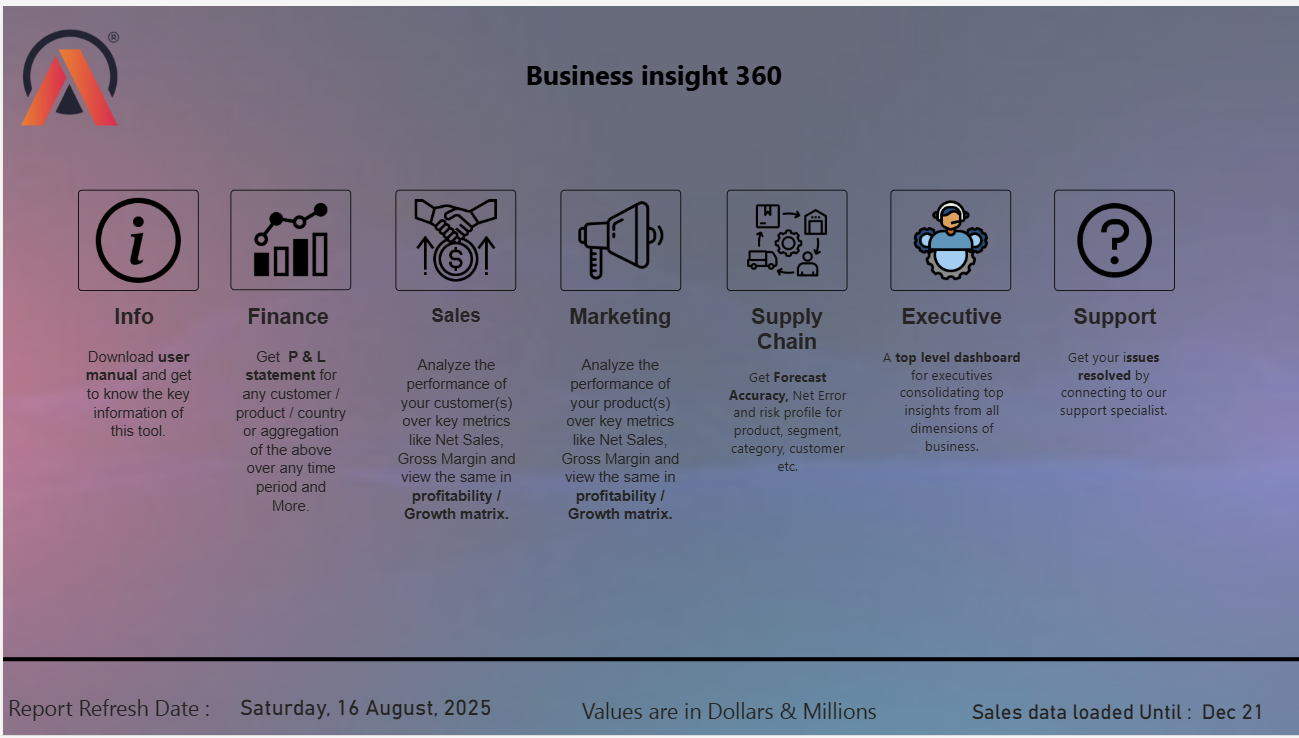 ®
Business insight 360
i
Info
Download user
manual and get
to know the key
information of
this tool.
Finance
Get P & L
statement for
any customer /
product / country
or aggregation
of the above
over any time
period and
More.
$
Sales
Analyze the
performance of
your customer(s)
over key metrics
like Net Sales,
Gross Margin and
view the same in
profitability /
Growth matrix.
Marketing
Analyze the
performance of
your product(s)
over key metrics
like Net Sales,
Gross Margin and
view the same in
profitability /
Growth matrix.
Supply
Chain
Get Forecast
Accuracy, Net Error
and risk profile for
product, segment,
category, customer
etc.
Executive
A top level dashboard
for executives
consolidating top
insights from all
dimensions of
business.
?
Support
Get your issues
resolved by
connecting to our
support specialist.
Report Refresh Date : Saturday, 16 August, 2025
Values are in Dollars & Millions
Sales data loaded Until : Dec 21